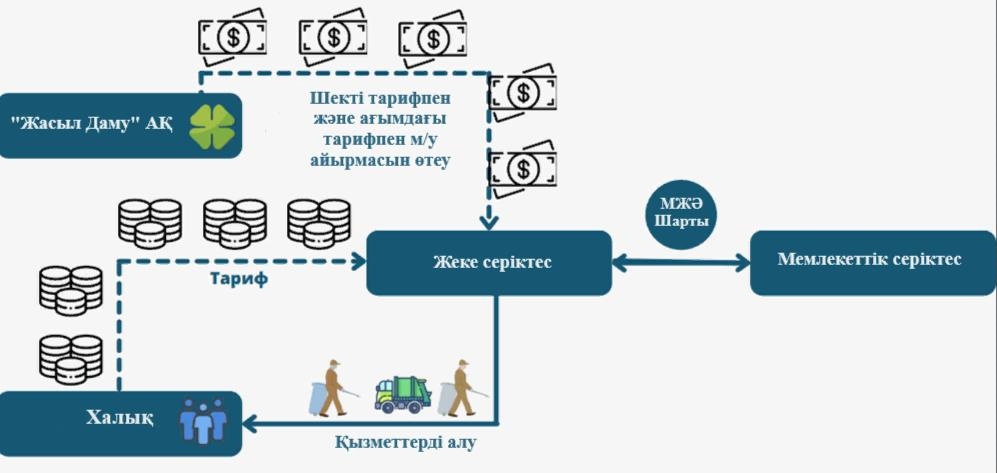 "Жасыл Даму" АҚ
Шекті тарифпен
және ағымдағы
тарифпен м/у
айырмасын өтеу
МЖӘ
Шарты
Жеке серіктес
Мемлекеттік серіктес
Тариф
Халық
Қызметтерді алу